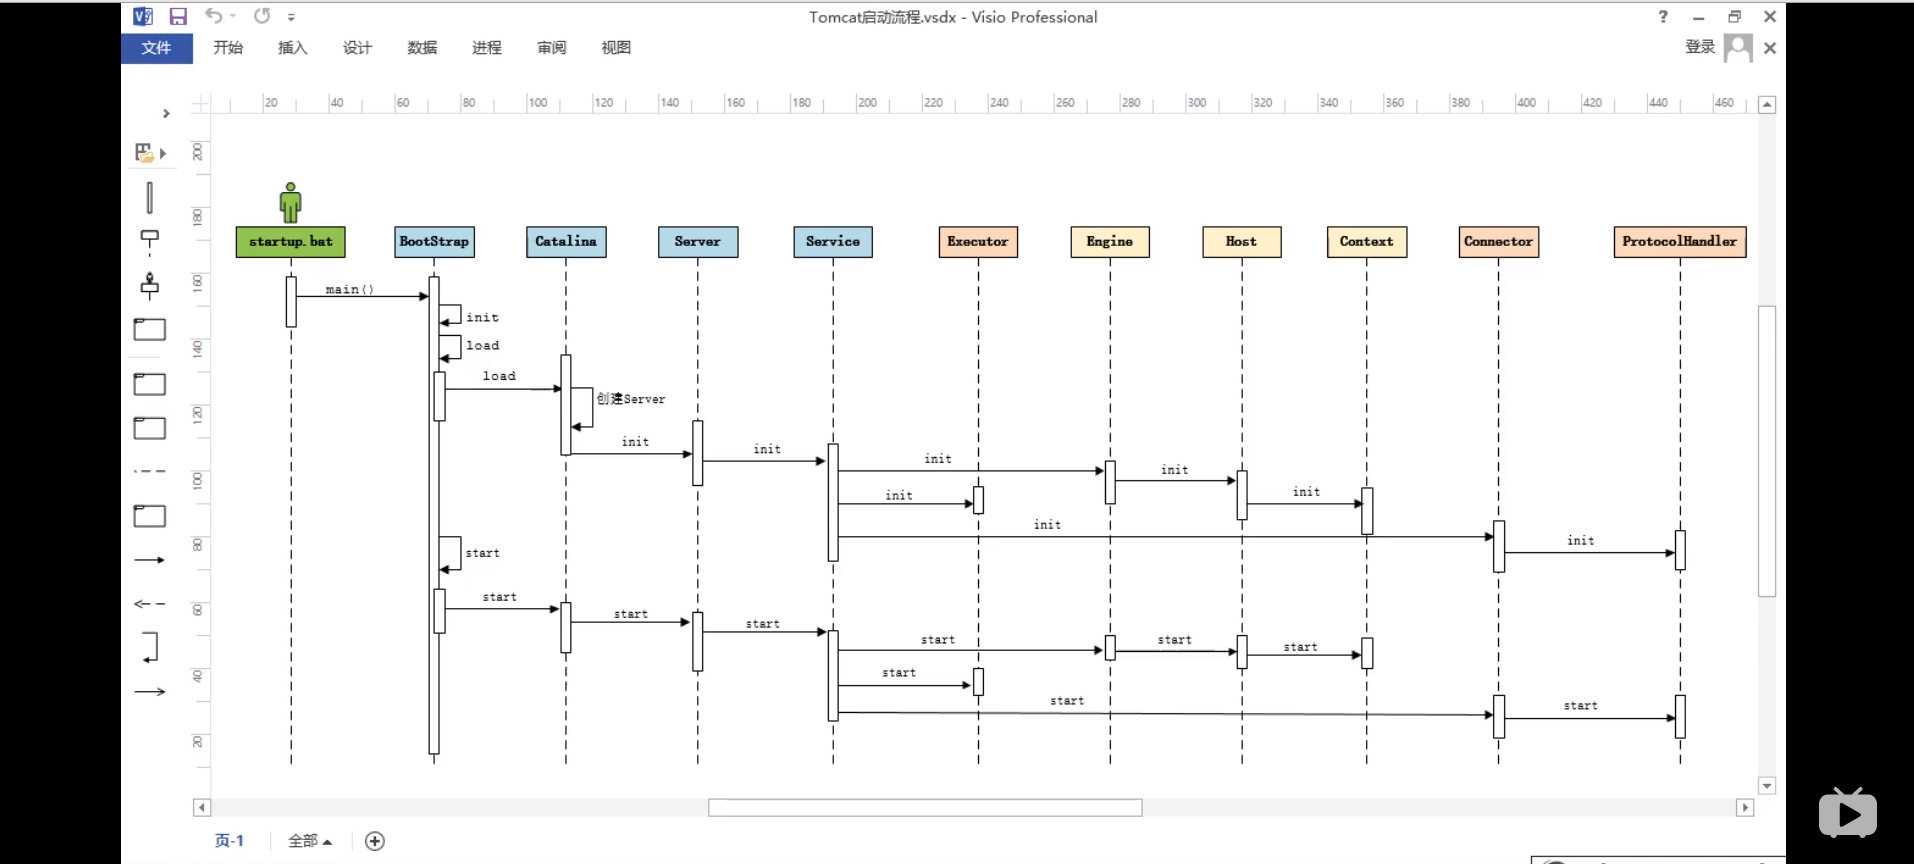 Tomcat启动流程.vsdx - Visio Professional
?
文件 开始 插入 设计 数据 进程 审阅 视图
登录
20 40 60 80 100 120 140 160 180 200 220 240 260 280 300 320 340 360 380 400 420 440 460
200
180
160
140
120
100
80
60
40
20
startup.bat BootStrap Catalina Server Service Executor Engine Host Context Connector ProtocolHandler
main()
init
load
load
创建Server
init
init
init
init
init
init
init
init
start
start
start
start
start
start
start
start
start
start
页-1 全部